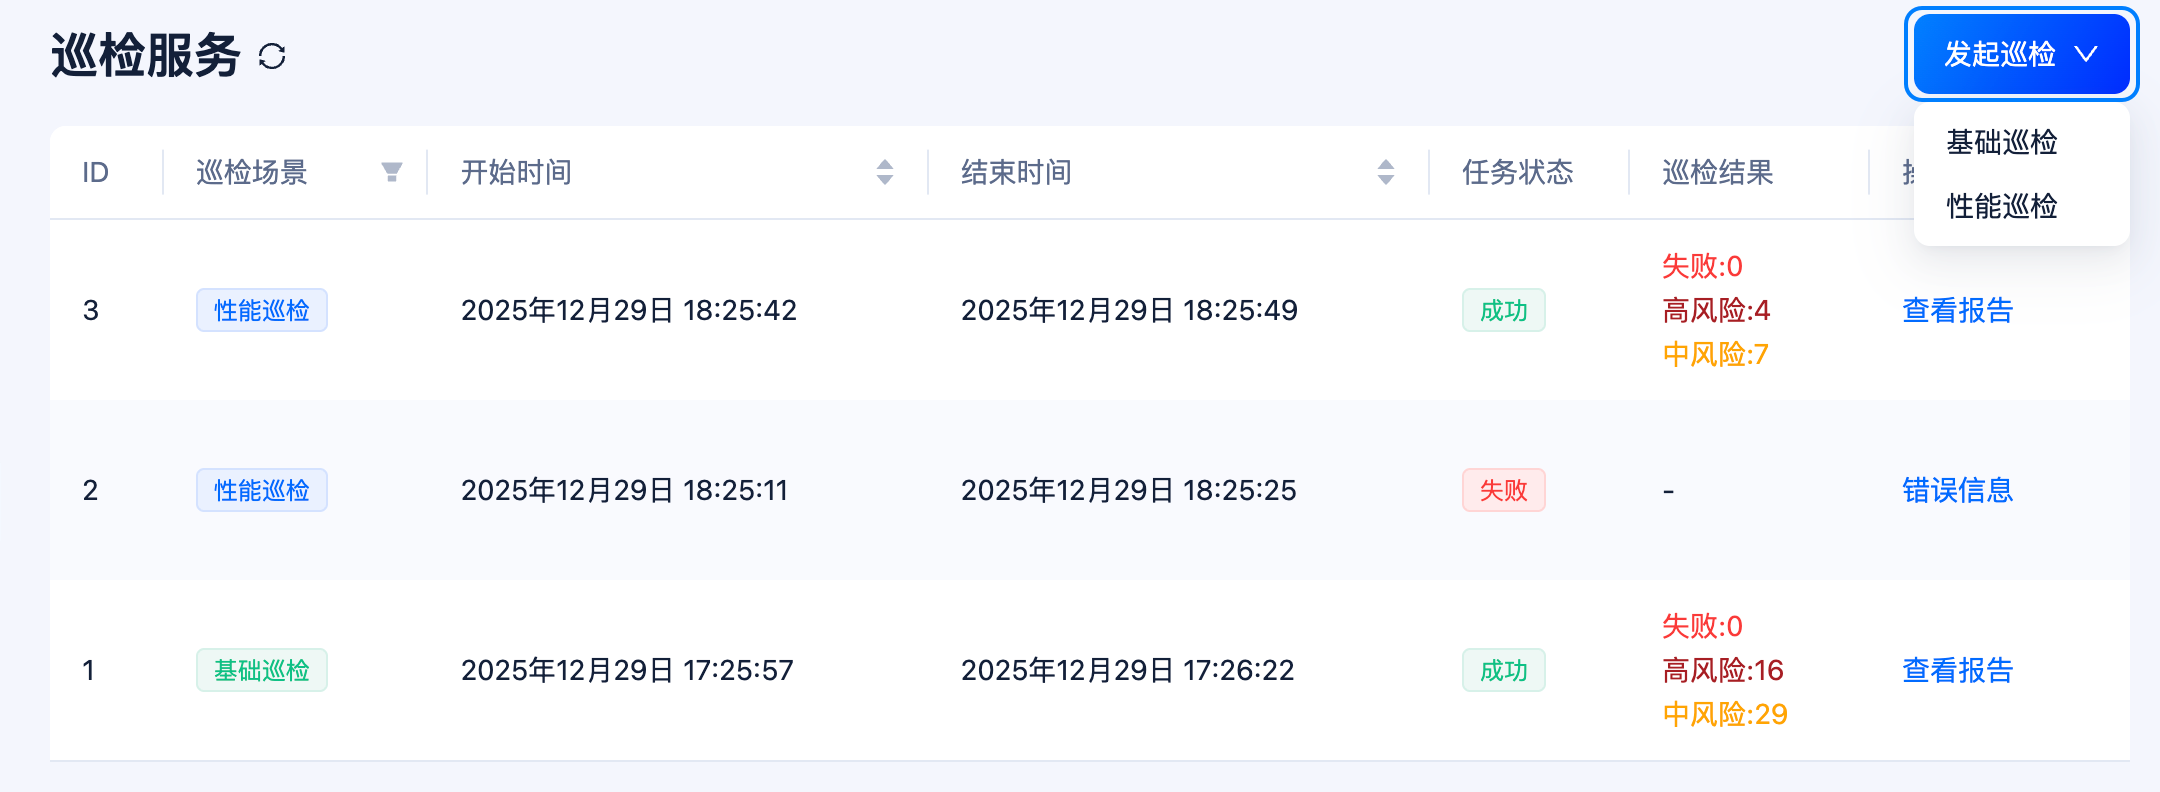 巡检服务
发起巡检
基础巡检
性能巡检
ID 巡检场景 开始时间 结束时间 任务状态 巡检结果
3 性能巡检 2025年12月29日 18:25:42 2025年12月29日 18:25:49 成功 失败:0 查看报告
高风险:4
中风险:7
2 性能巡检 2025年12月29日 18:25:11 2025年12月29日 18:25:25 失败 - 错误信息
1 基础巡检 2025年12月29日 17:25:57 2025年12月29日 17:26:22 成功 失败:0 查看报告
高风险:16
中风险:29